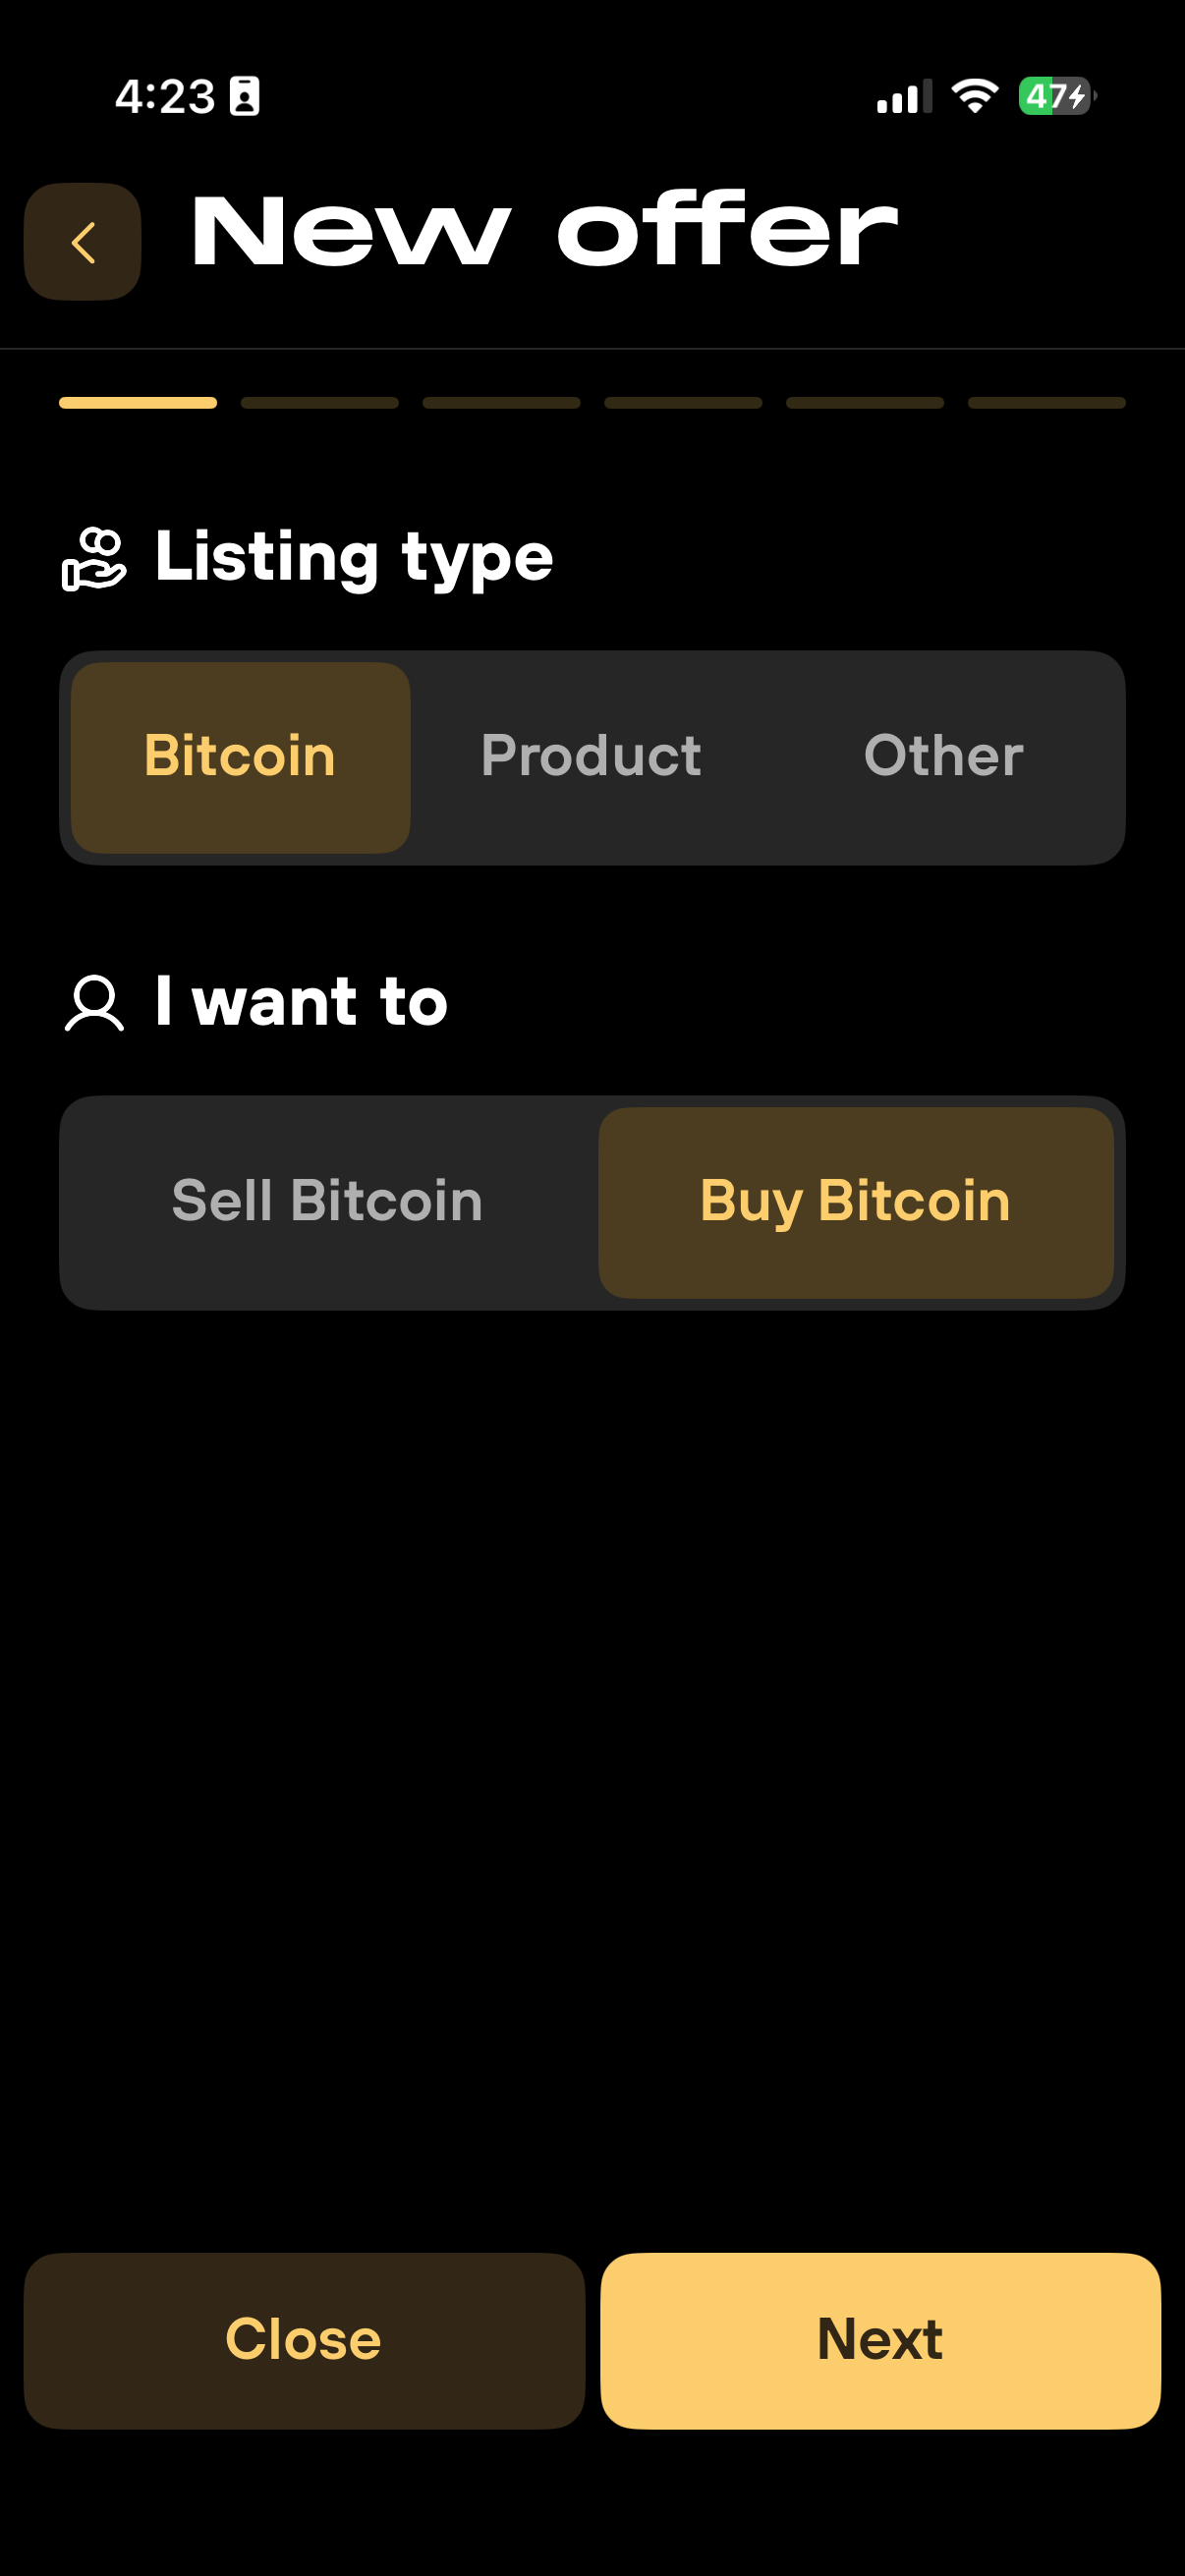 4:23
47
New offer
Listing type
Bitcoin Product Other
I want to
Sell Bitcoin Buy Bitcoin
Close Next